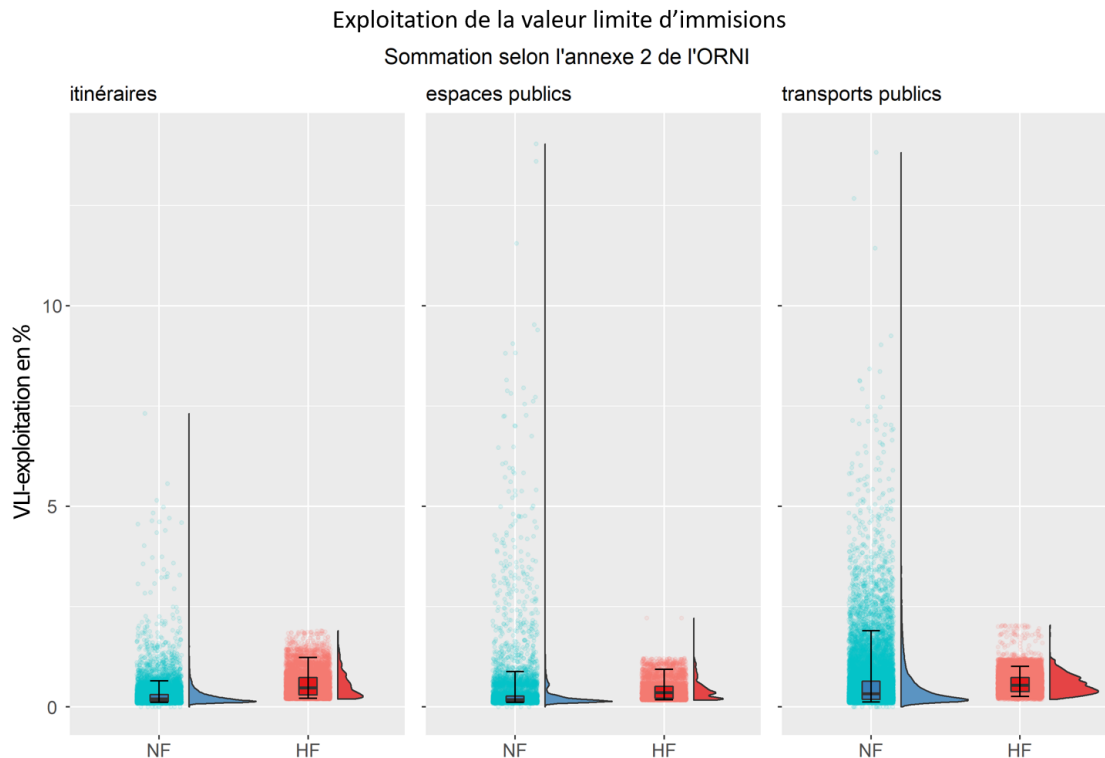 Exploitation de la valeur limite d’immisions
Sommation selon l'annexe 2 de l'ORNI
itinéraires
espaces publics
transports publics
VLI-exploitation en %
10
5
0
NF
HF
NF
HF
NF
HF